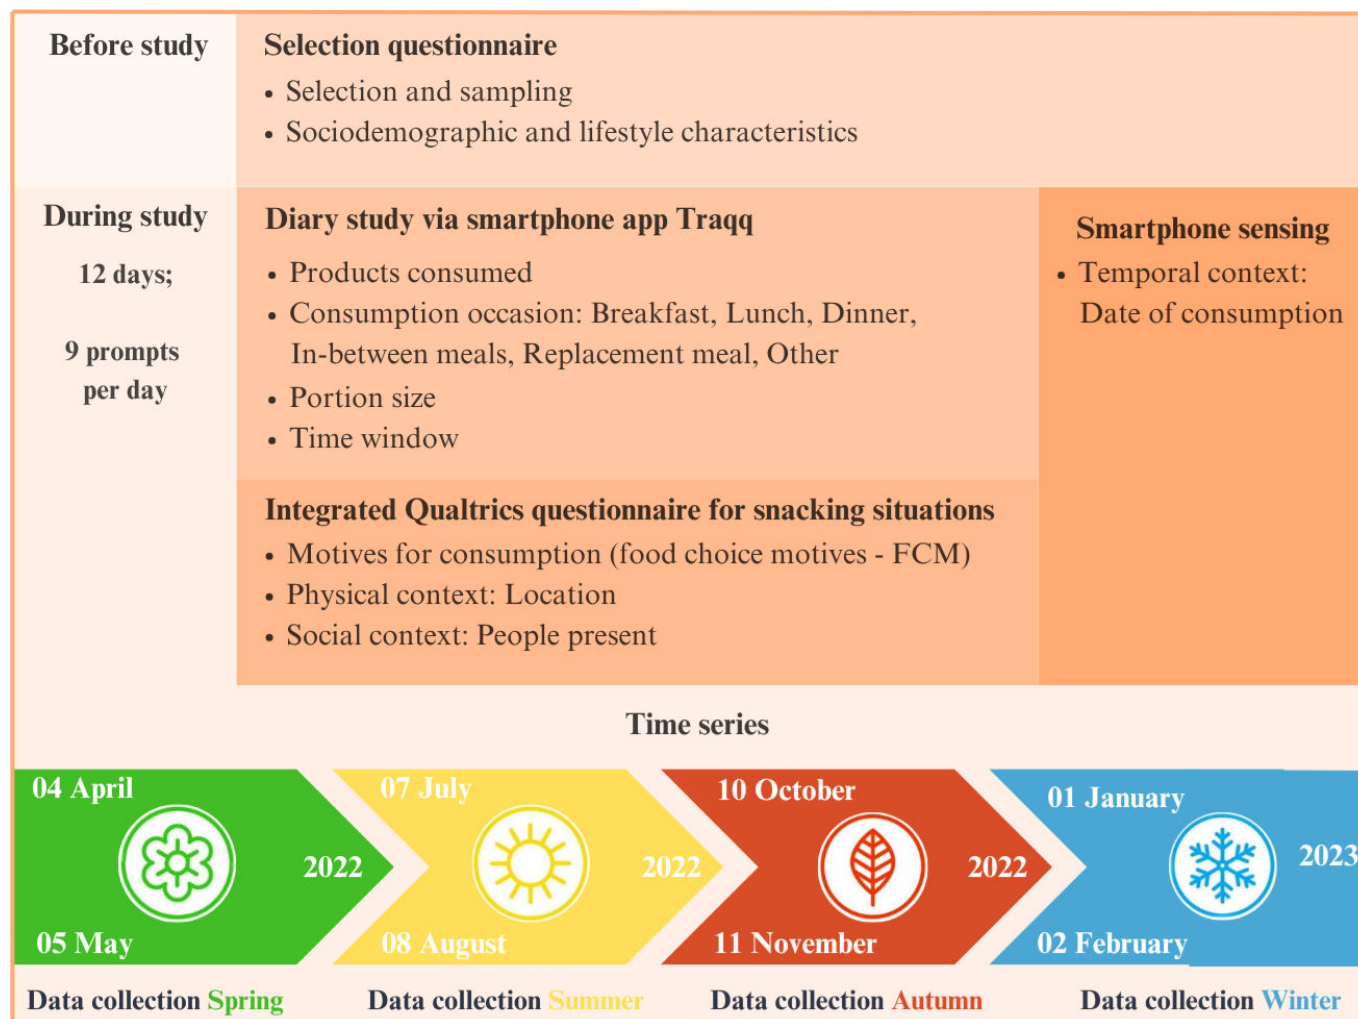 Before study
Selection questionnaire
• Selection and sampling
• Sociodemographic and lifestyle characteristics
During study
12 days;
9 prompts
per day
Diary study via smartphone app Traqq
• Products consumed
• Consumption occasion: Breakfast, Lunch, Dinner,
In-between meals, Replacement meal, Other
• Portion size
• Time window
Smartphone sensing
• Temporal context:
Date of consumption
Integrated Qualtrics questionnaire for snacking situations
• Motives for consumption (food choice motives - FCM)
• Physical context: Location
• Social context: People present
Time series
04 April
2022
05 May
07 July
2022
08 August
10 October
2022
11 November
01 January
2023
02 February
Data collection Spring
Data collection Summer
Data collection Autumn
Data collection Winter